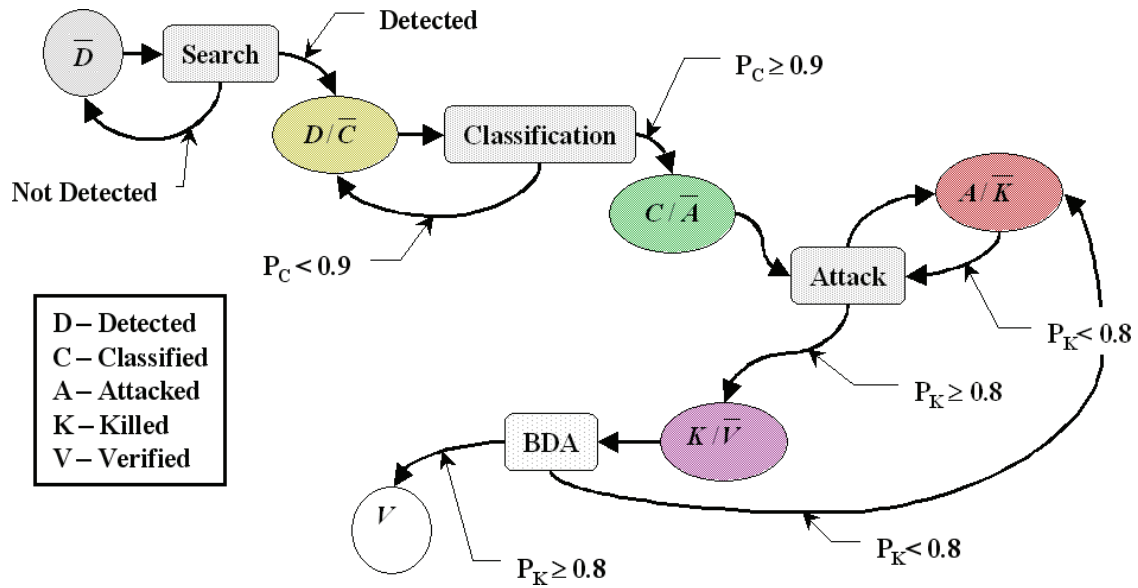 Detected
D̅
Search
P_C ≥ 0.9
D / C̅
Classification
A / K̅
Not Detected
C / A̅
P_C < 0.9
Attack
D – Detected
C – Classified
A – Attacked
K – Killed
V – Verified
P_K < 0.8
P_K ≥ 0.8
K / V̅
BDA
V
P_K < 0.8
P_K ≥ 0.8